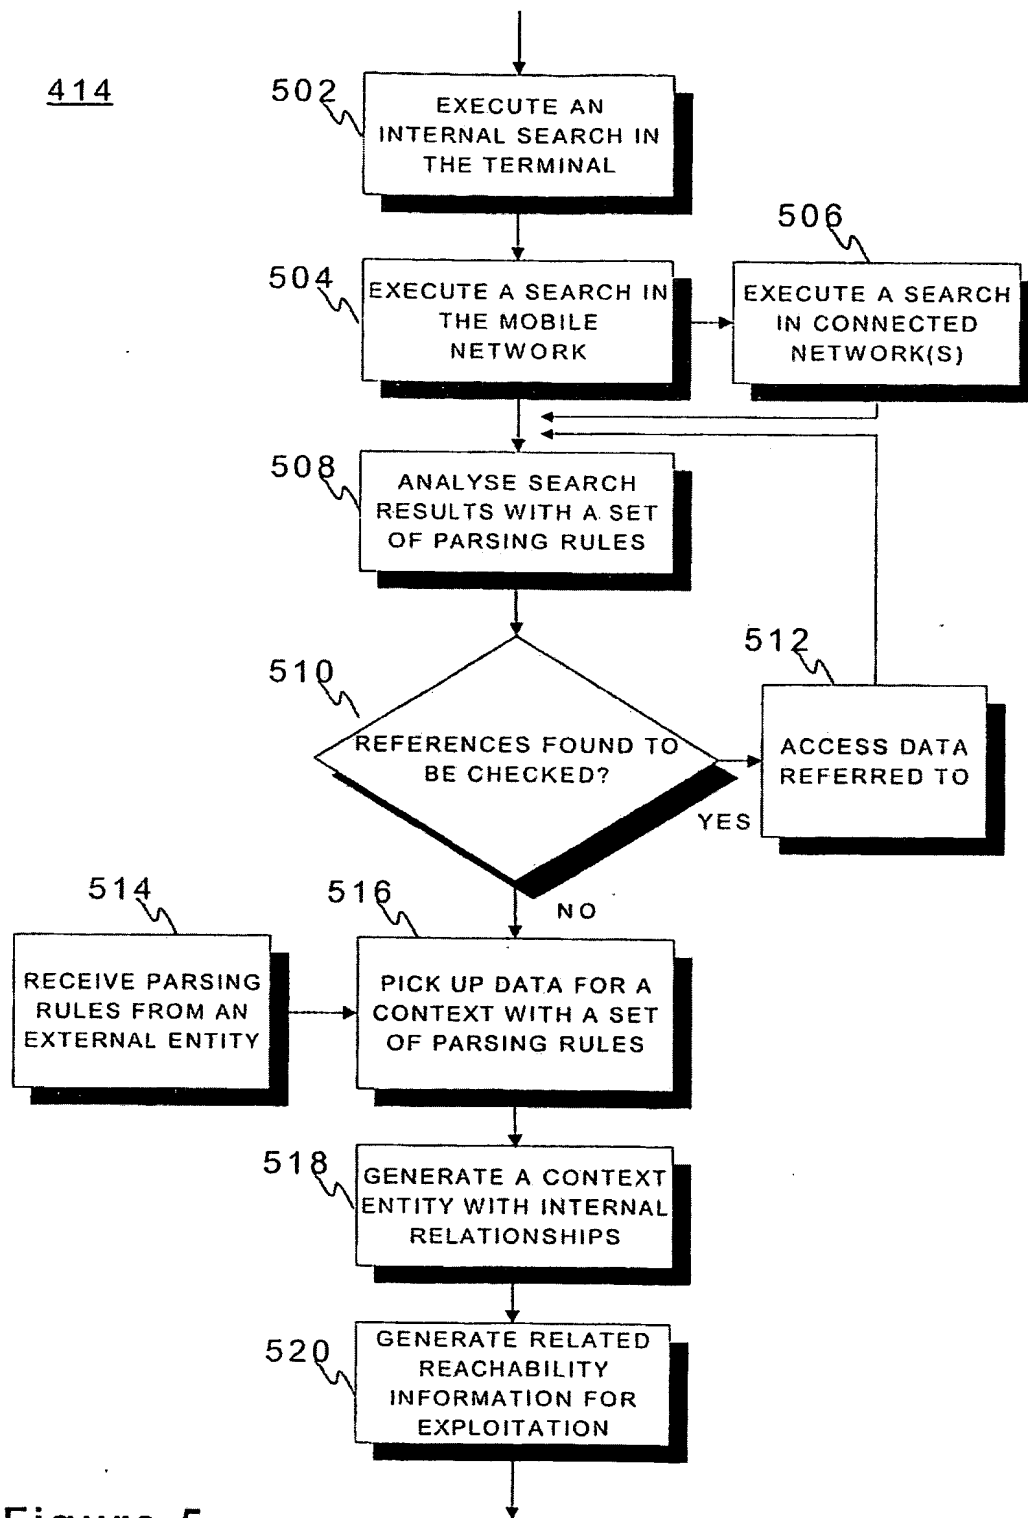 414
502
EXECUTE AN
INTERNAL SEARCH IN
THE TERMINAL
506
504
EXECUTE A SEARCH IN
THE MOBILE
NETWORK
EXECUTE A SEARCH
IN CONNECTED
NETWORK(S)
508
ANALYSE SEARCH
RESULTS WITH A SET
OF PARSING RULES
510
REFERENCES FOUND TO
BE CHECKED?
512
ACCESS DATA
REFERRED TO
YES
NO
514
RECEIVE PARSING
RULES FROM AN
EXTERNAL ENTITY
516
PICK UP DATA FOR A
CONTEXT WITH A SET
OF PARSING RULES
518
GENERATE A CONTEXT
ENTITY WITH INTERNAL
RELATIONSHIPS
520
GENERATE RELATED
REACHABILITY
INFORMATION FOR
EXPLOITATION
Figure 5